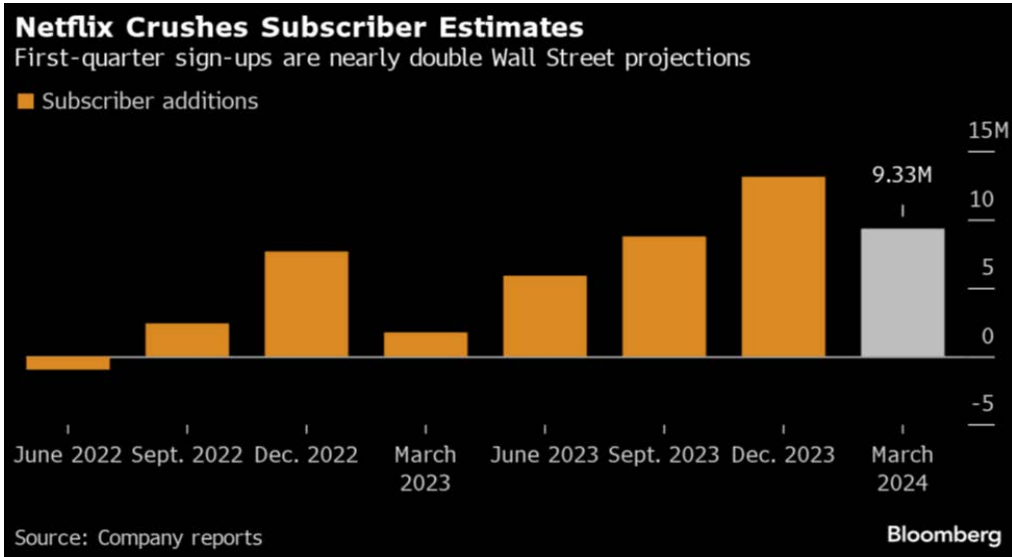 Netflix Crushes Subscriber Estimates
First-quarter sign-ups are nearly double Wall Street projections
Subscriber additions
15M
9.33M
10
5
0
-5
June 2022 Sept. 2022 Dec. 2022 March 2023 June 2023 Sept. 2023 Dec. 2023 March 2024
Source: Company reports
Bloomberg